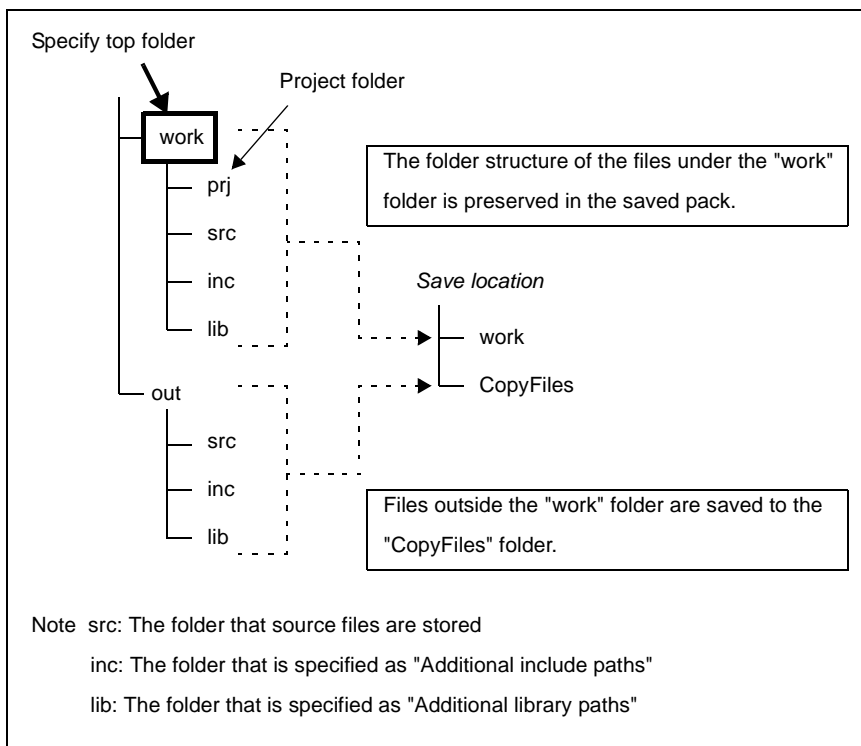 Specify top folder
Project folder
work
prj
src
inc
lib
The folder structure of the files under the "work"
folder is preserved in the saved pack.
Save location
work
CopyFiles
out
src
inc
lib
Files outside the "work" folder are saved to the
"CopyFiles" folder.
Note src: The folder that source files are stored
inc: The folder that is specified as "Additional include paths"
lib: The folder that is specified as "Additional library paths"